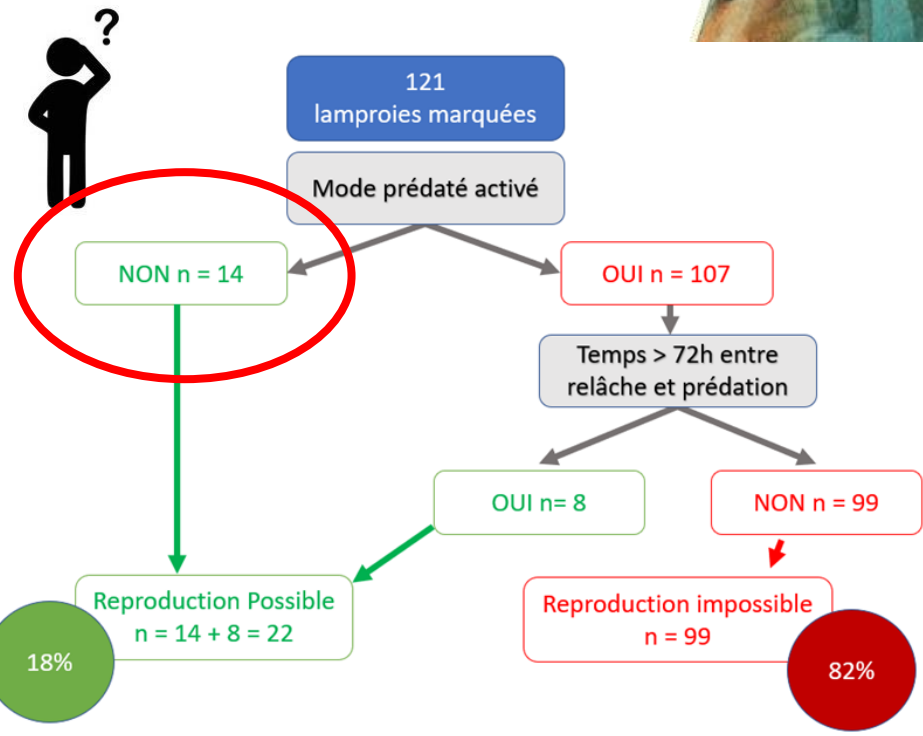 ?
121
lamproies marquées
Mode prédaté activé
NON n = 14
OUI n = 107
Temps > 72h entre
relâche et prédation
OUI n= 8
NON n = 99
Reproduction Possible
n = 14 + 8 = 22
Reproduction impossible
n = 99
18%
82%